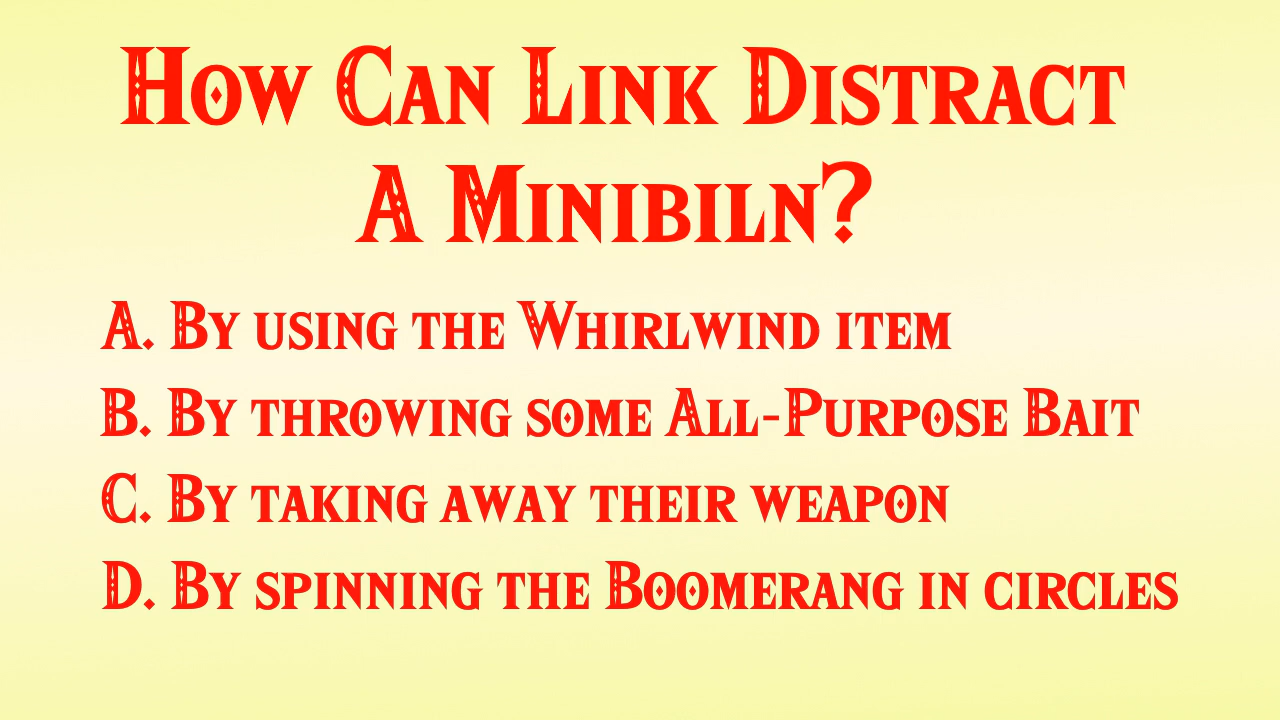 How Can Link Distract
A Minibiln?
A. By using the Whirlwind item
B. By throwing some All-Purpose Bait
C. By taking away their weapon
D. By spinning the Boomerang in circles